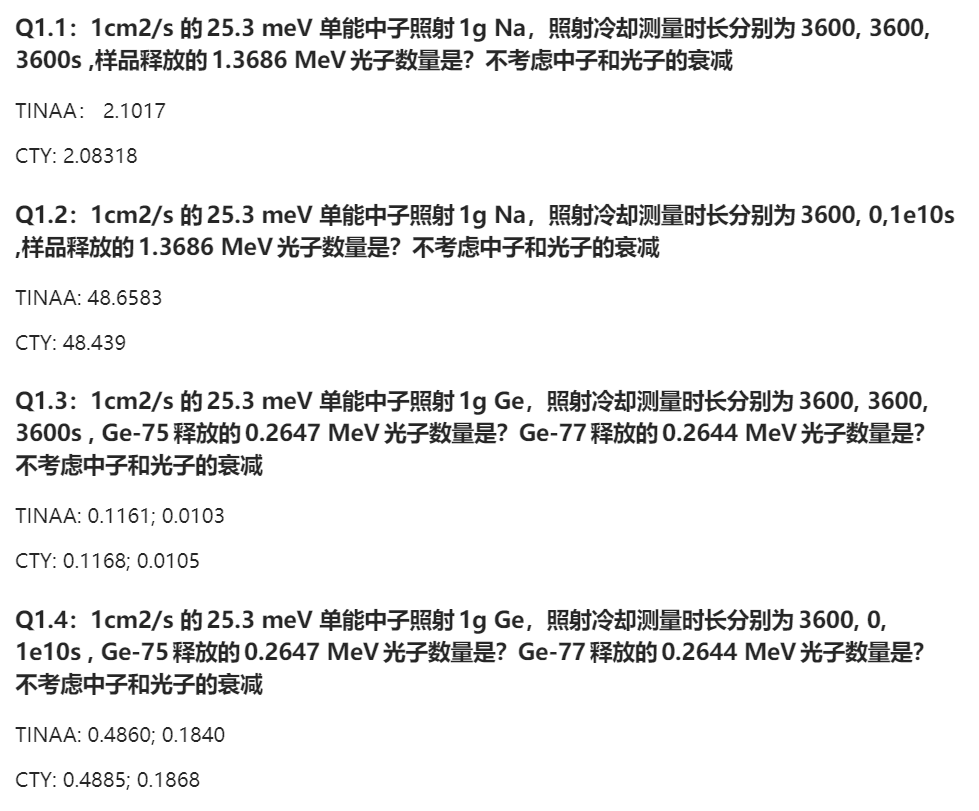 Q1.1：1cm2/s 的 25.3 meV 单能中子照射 1g Na，照射冷却测量时长分别为 3600, 3600,
3600s ,样品释放的 1.3686 MeV 光子数量是？不考虑中子和光子的衰减
TINAA： 2.1017
CTY: 2.08318
Q1.2：1cm2/s 的 25.3 meV 单能中子照射 1g Na，照射冷却测量时长分别为 3600, 0,1e10s
,样品释放的 1.3686 MeV 光子数量是？不考虑中子和光子的衰减
TINAA: 48.6583
CTY: 48.439
Q1.3：1cm2/s 的 25.3 meV 单能中子照射 1g Ge，照射冷却测量时长分别为 3600, 3600,
3600s , Ge-75 释放的 0.2647 MeV 光子数量是？Ge-77 释放的 0.2644 MeV 光子数量是？
不考虑中子和光子的衰减
TINAA: 0.1161; 0.0103
CTY: 0.1168; 0.0105
Q1.4：1cm2/s 的 25.3 meV 单能中子照射 1g Ge，照射冷却测量时长分别为 3600, 0,
1e10s , Ge-75 释放的 0.2647 MeV 光子数量是？Ge-77 释放的 0.2644 MeV 光子数量是？
不考虑中子和光子的衰减
TINAA: 0.4860; 0.1840
CTY: 0.4885; 0.1868